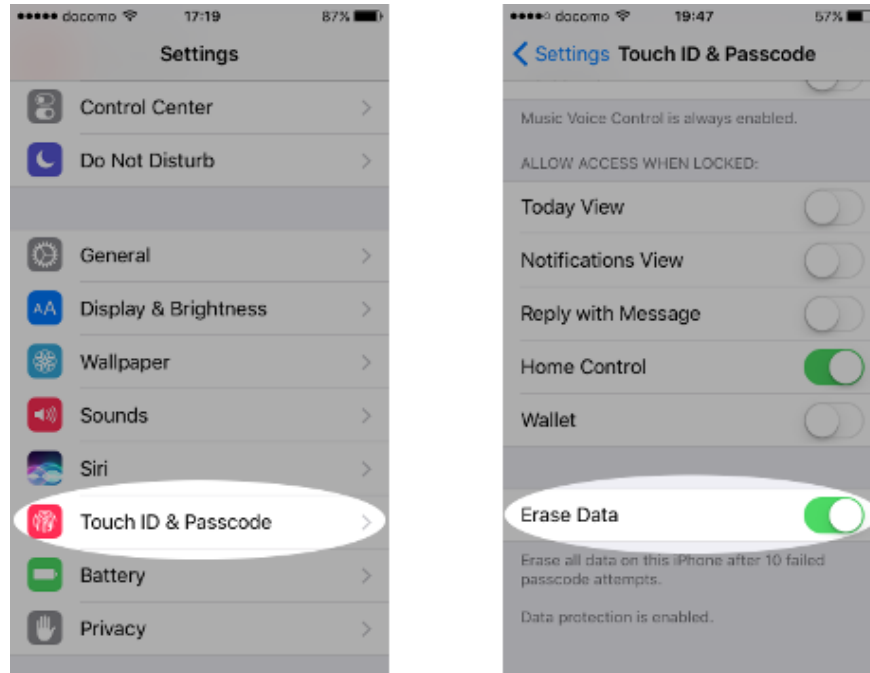 docomo 17:19 87%
Settings
Control Center
Do Not Disturb
General
AA Display & Brightness
Wallpaper
Sounds
Siri
Touch ID & Passcode
Battery
Privacy
docomo 19:47 57%
Settings Touch ID & Passcode
Music Voice Control is always enabled.
ALLOW ACCESS WHEN LOCKED:
Today View
Notifications View
Reply with Message
Home Control
Wallet
Erase Data
Erase all data on this iPhone after 10 failed
passcode attempts.
Data protection is enabled.